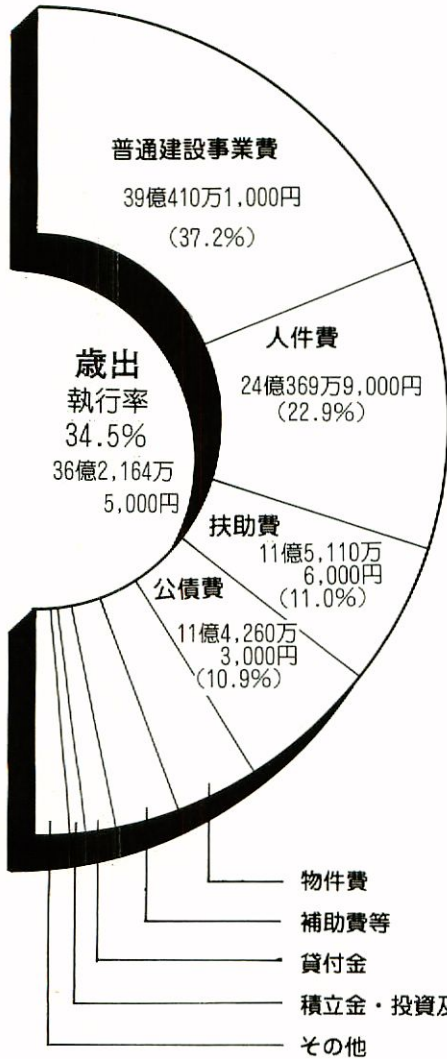 普通建設事業費
39億410万1,000円
(37.2%)
人件費
24億369万9,000円
(22.9%)
歳出
執行率
34.5%
36億2,164万
5,000円
扶助費
11億5,110万
6,000円
(11.0%)
公債費
11億4,260万
3,000円
(10.9%)
物件費
補助費等
貸付金
積立金・投資及
その他